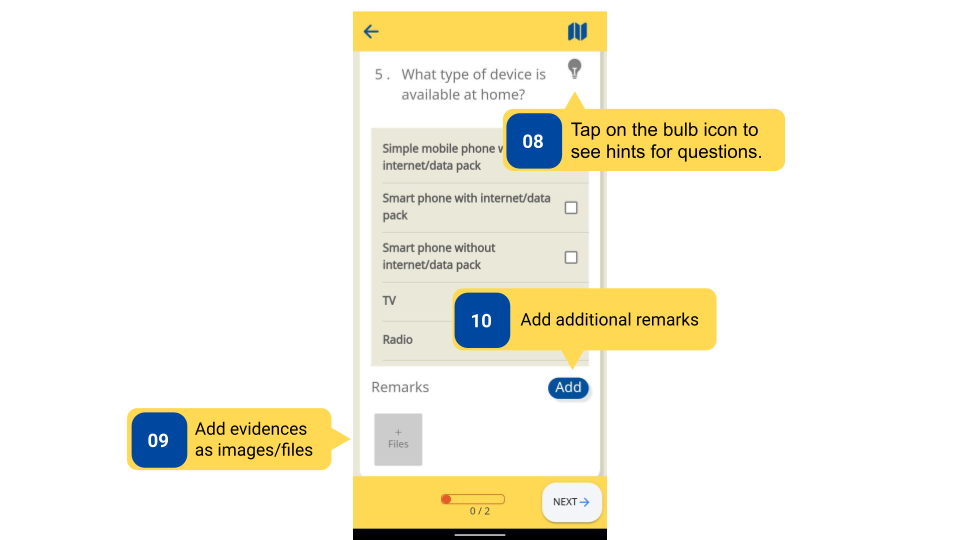 5 . What type of device is
available at home?
08
Tap on the bulb icon to
see hints for questions.
Simple mobile phone
internet/data pack
Smart phone with internet/data
pack
Smart phone without
internet/data pack
TV
10
Add additional remarks
Radio
Remarks
Add
09
Add evidences
as images/files
+
Files
0 / 2
NEXT →